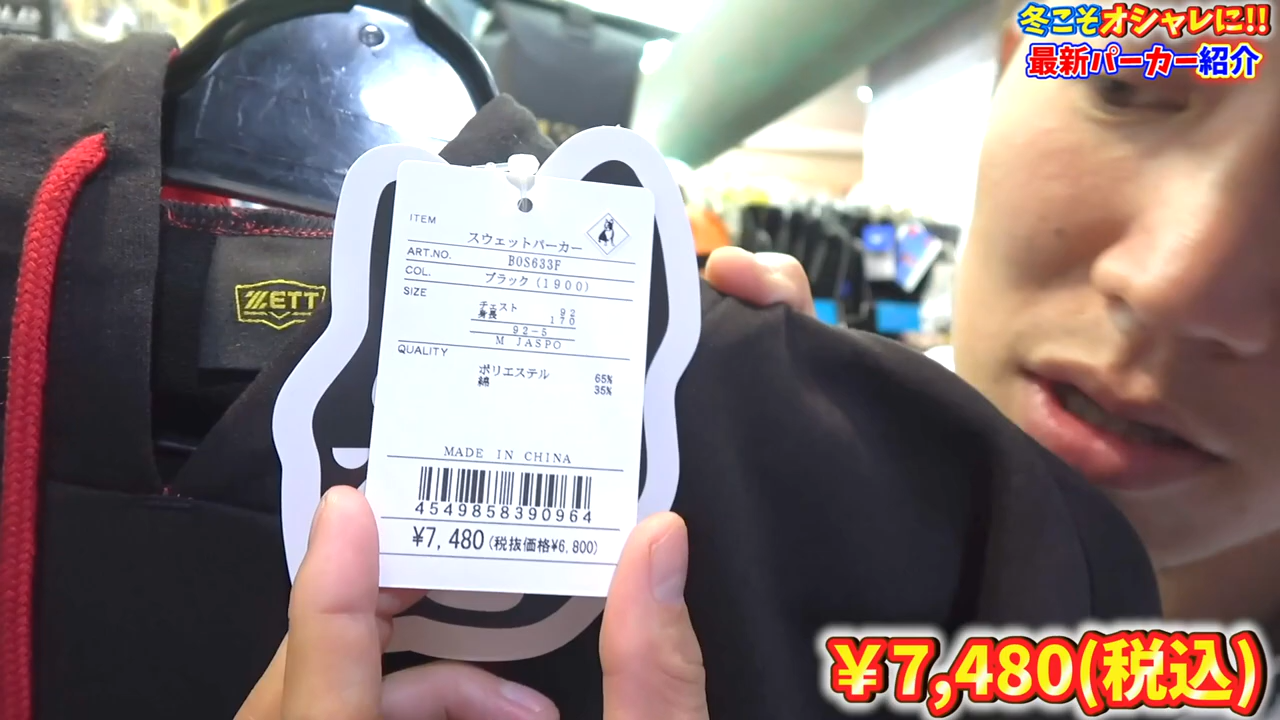 冬こそオシャレに!!
最新パーカー紹介
ZETT
ITEM
スウェットパーカー
ART.NO. BOS633F
COL. ブラック(1900)
SIZE
チェスト 92
身長 170
92-5
M JASPO
QUALITY
ポリエステル 65%
綿 35%
MADE IN CHINA
4549858390964
¥7,480(税抜価格¥6,800)
¥7,480(税込)